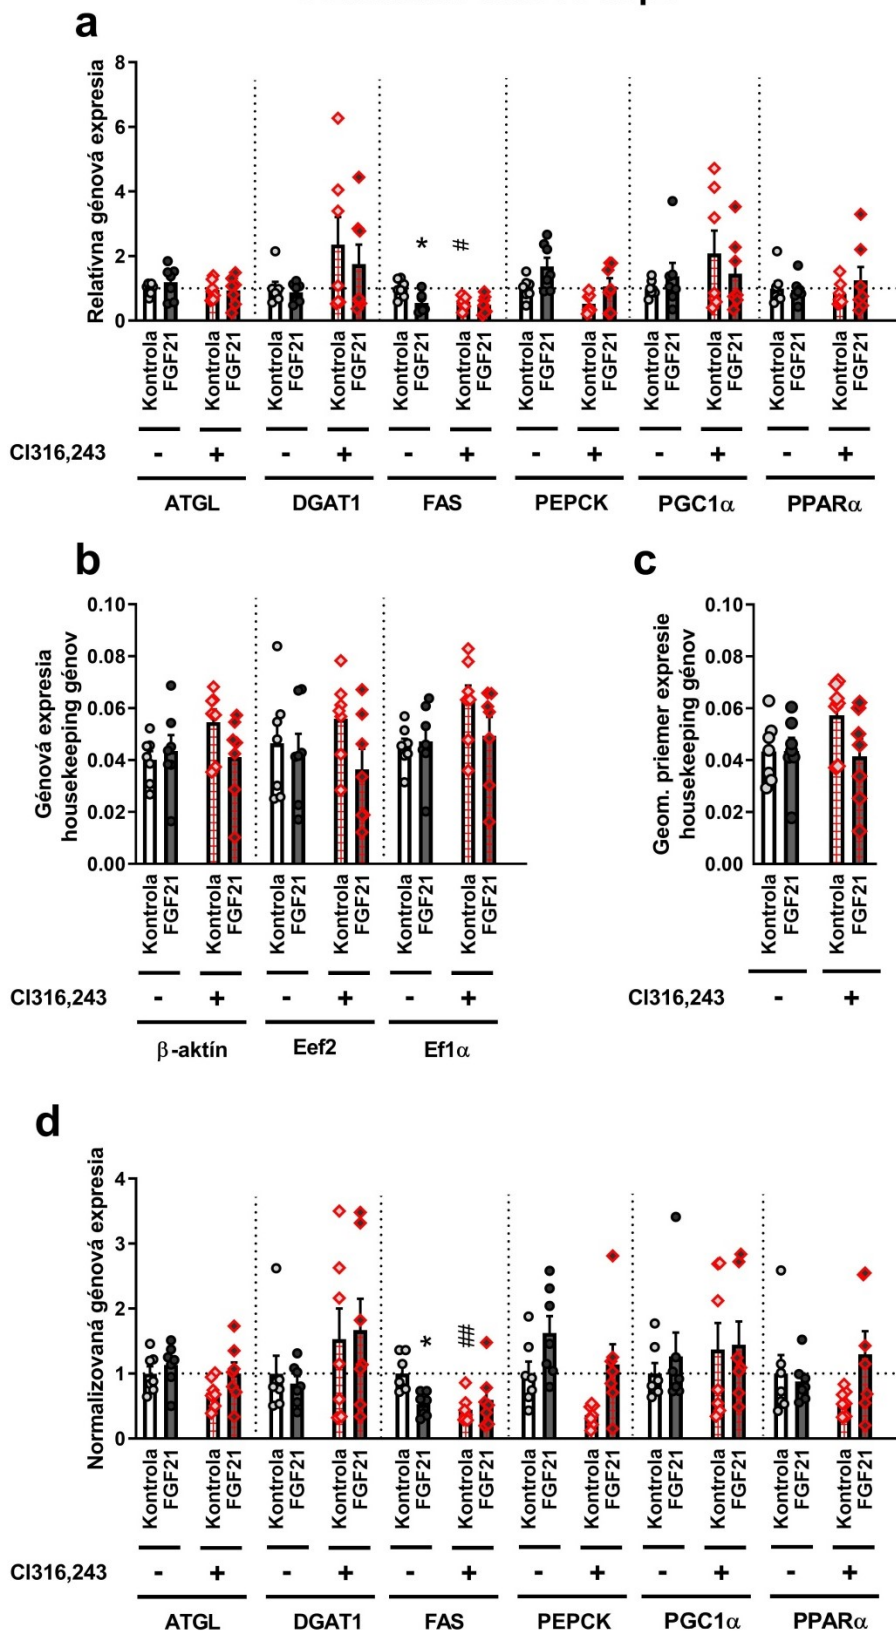 a
Relatívna génová expresia
8
6
4
2
0
* #
Kontrola FGF21 Kontrola FGF21 Kontrola FGF21 Kontrola FGF21 Kontrola FGF21 Kontrola FGF21 Kontrola FGF21 Kontrola FGF21 Kontrola FGF21 Kontrola FGF21 Kontrola FGF21 Kontrola FGF21
Cl316,243 - + - + - + - + - + - +
ATGL DGAT1 FAS PEPCK PGC1α PPARα
b
Génová expresia
housekeeping génov
0.10
0.08
0.06
0.04
0.02
0.00
Kontrola FGF21 Kontrola FGF21 Kontrola FGF21 Kontrola FGF21 Kontrola FGF21 Kontrola FGF21
Cl316,243 - + - + - +
β-aktín Eef2 Ef1α
c
Geom. priemer expresie
housekeeping génov
0.10
0.08
0.06
0.04
0.02
0.00
Kontrola FGF21 Kontrola FGF21
Cl316,243 - +
d
Normalizovaná génová expresia
4
3
2
1
0
* ##
Kontrola FGF21 Kontrola FGF21 Kontrola FGF21 Kontrola FGF21 Kontrola FGF21 Kontrola FGF21 Kontrola FGF21 Kontrola FGF21 Kontrola FGF21 Kontrola FGF21 Kontrola FGF21 Kontrola FGF21
Cl316,243 - + - + - + - + - + - +
ATGL DGAT1 FAS PEPCK PGC1α PPARα